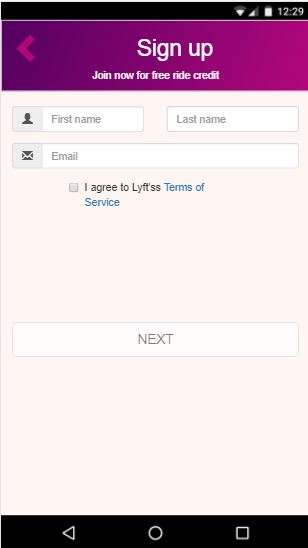 12:29
Sign up
Join now for free ride credit
First name Last name
Email
I agree to Lyft'ss Terms of
Service
NEXT